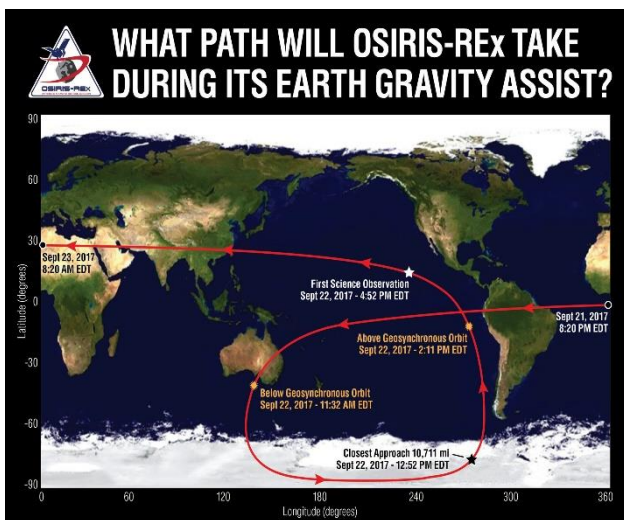 WHAT PATH WILL OSIRIS-REx TAKE
DURING ITS EARTH GRAVITY ASSIST?
OSIRIS-REx
90
60
30
0
-30
-60
-90
Latitude (degrees)
Sept 23, 2017
8:20 AM EDT
First Science Observation
Sept 22, 2017 - 4:52 PM EDT
Sept 21, 2017
8:20 PM EDT
Above Geosynchronous Orbit
Sept 22, 2017 - 2:11 PM EDT
Below Geosynchronous Orbit
Sept 22, 2017 - 11:32 AM EDT
Closest Approach 10,711 mi
Sept 22, 2017 - 12:52 PM EDT
0
60
120
180
240
300
360
Longitude (degrees)